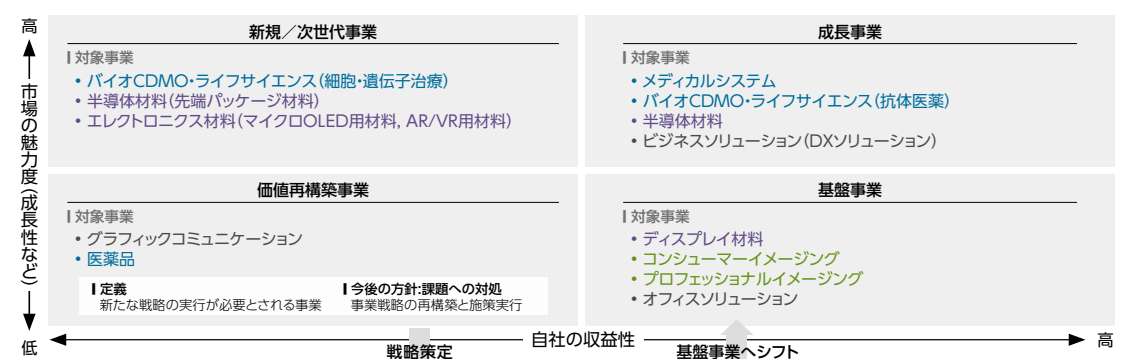 高
市場の魅力度(成長性など)
低
新規／次世代事業
対象事業
• バイオCDMO・ライフサイエンス(細胞・遺伝子治療)
• 半導体材料(先端パッケージ材料)
• エレクトロニクス材料(マイクロOLED用材料, AR/VR用材料)
成長事業
対象事業
• メディカルシステム
• バイオCDMO・ライフサイエンス(抗体医薬)
• 半導体材料
• ビジネスソリューション(DXソリューション)
価値再構築事業
対象事業
• グラフィックコミュニケーション
• 医薬品
定義
新たな戦略の実行が必要とされる事業
今後の方針:課題への対処
事業戦略の再構築と施策実行
基盤事業
対象事業
• ディスプレイ材料
• コンシューマーイメージング
• プロフェッショナルイメージング
• オフィスソリューション
自社の収益性
高
戦略策定
基盤事業へシフト